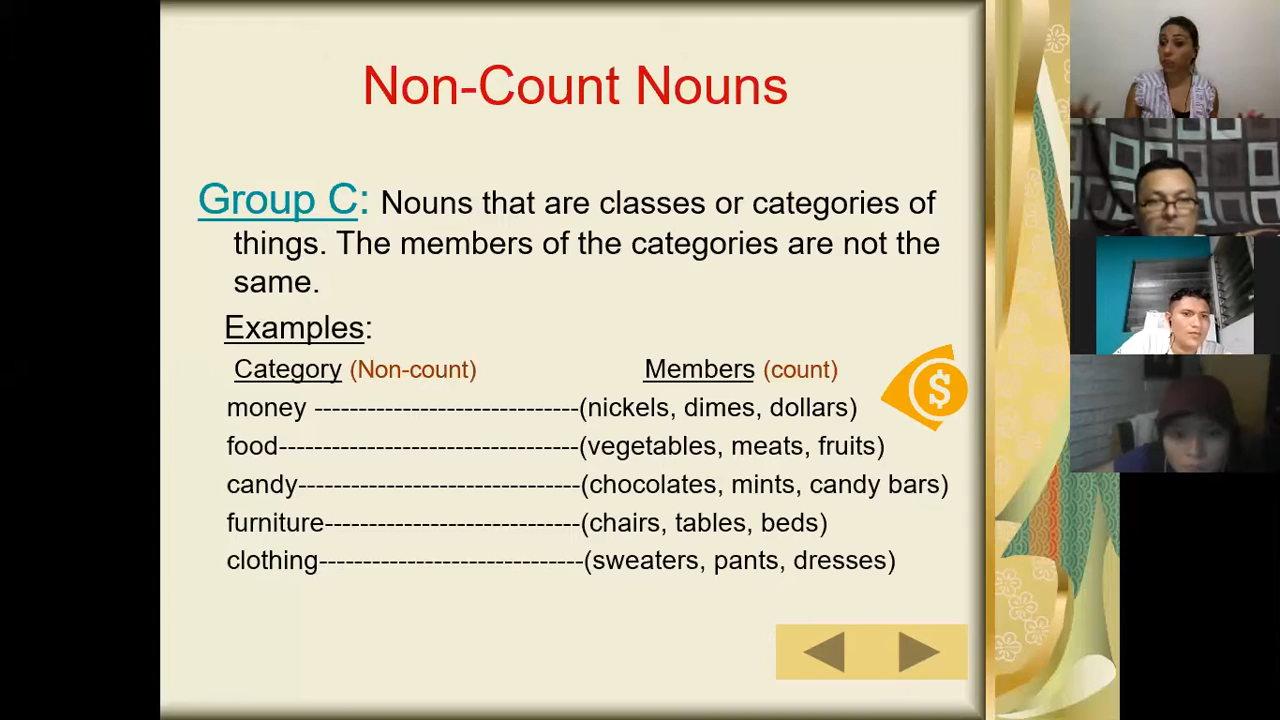 Non-Count Nouns
Group C: Nouns that are classes or categories of
things. The members of the categories are not the
same.
Examples:
Category (Non-count) Members (count)
money ------------------------------(nickels, dimes, dollars)
food----------------------------------(vegetables, meats, fruits)
candy--------------------------------(chocolates, mints, candy bars)
furniture-----------------------------(chairs, tables, beds)
clothing------------------------------(sweaters, pants, dresses)
$